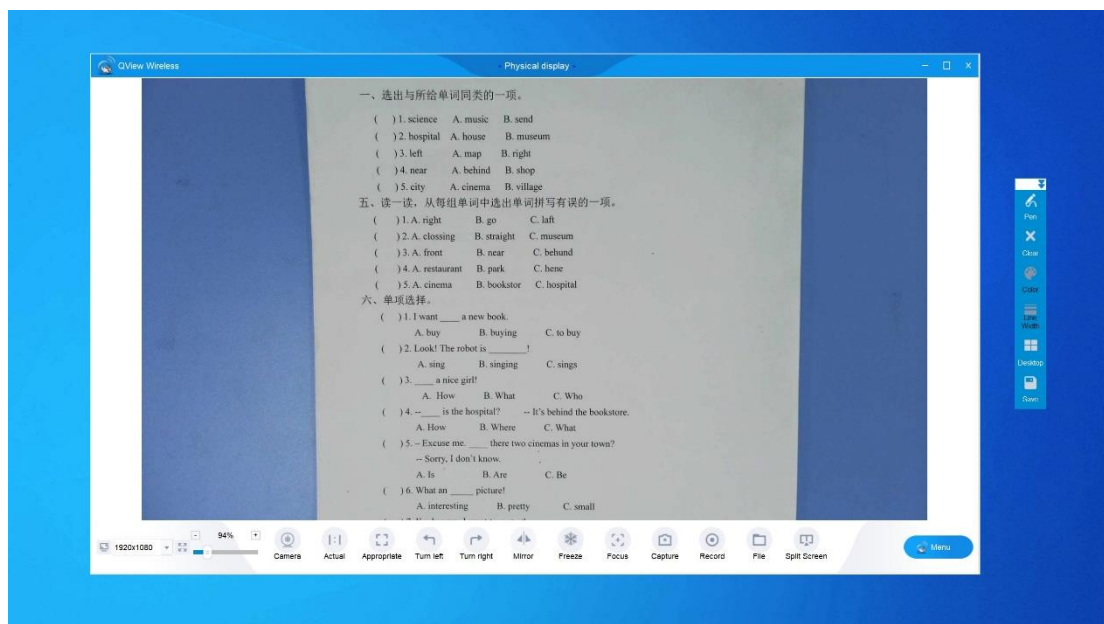 QView Wireless
Physical display
一、选出与所给单词同类的一项。
( ) 1. science A. music B. send
( ) 2. hospital A. house B. museum
( ) 3. left A. map B. right
( ) 4. near A. behind B. shop
( ) 5. city A. cinema B. village
五、读一读，从每组单词中选出单词拼写有误的一项。
( ) 1. A. right B. go C. laft
( ) 2. A. clossing B. straight C. museum
( ) 3. A. front B. near C. behund
( ) 4. A. restaurant B. park C. hene
( ) 5. A. cinema B. bookstor C. hospital
六、单项选择。
( ) 1. I want ____ a new book.
A. buy B. buying C. to buy
( ) 2. Look! The robot is ________!
A. sing B. singing C. sings
( ) 3. ____ a nice girl!
A. How B. What C. Who
( ) 4. --____ is the hospital? -- It's behind the bookstore.
A. How B. Where C. What
( ) 5. – Excuse me. ____ there two cinemas in your town?
-- Sorry, I don't know.
A. Is B. Are C. Be
( ) 6. What an _____ picture!
A. interesting B. pretty C. small
Pen
Clear
Color
Line Width
Desktop
Save
1920x1080
- 94% +
Camera Actual Appropriate Turn left Turn right Mirror Freeze Focus Capture Record File Split Screen
Menu